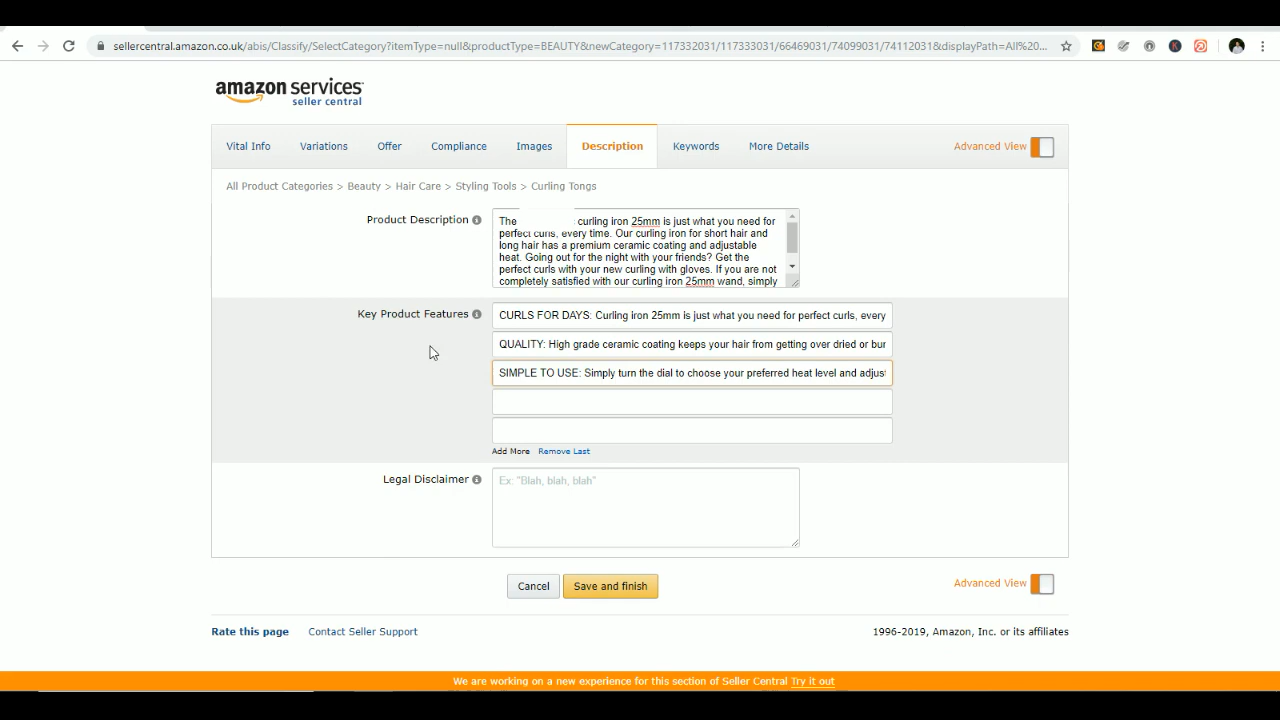 sellercentral.amazon.co.uk/abis/Classify/SelectCategory?itemType=null&productType=BEAUTY&newCategory=117332031/117333031/66469031/74099031/74112031&displayPath=All%20...
amazon services
seller central
Vital Info Variations Offer Compliance Images Description Keywords More Details Advanced View
All Product Categories > Beauty > Hair Care > Styling Tools > Curling Tongs
Product Description
The curling iron 25mm is just what you need for
perfect curls, every time. Our curling iron for short hair and
long hair has a premium ceramic coating and adjustable
heat. Going out for the night with your friends? Get the
perfect curls with your new curling with gloves. If you are not
completely satisfied with our curling iron 25mm wand, simply
Key Product Features
CURLS FOR DAYS: Curling iron 25mm is just what you need for perfect curls, every
QUALITY: High grade ceramic coating keeps your hair from getting over dried or bur
SIMPLE TO USE: Simply turn the dial to choose your preferred heat level and adjus
Add More Remove Last
Legal Disclaimer
Ex: "Blah, blah, blah"
Cancel Save and finish Advanced View
Rate this page Contact Seller Support 1996-2019, Amazon, Inc. or its affiliates
We are working on a new experience for this section of Seller Central Try it out